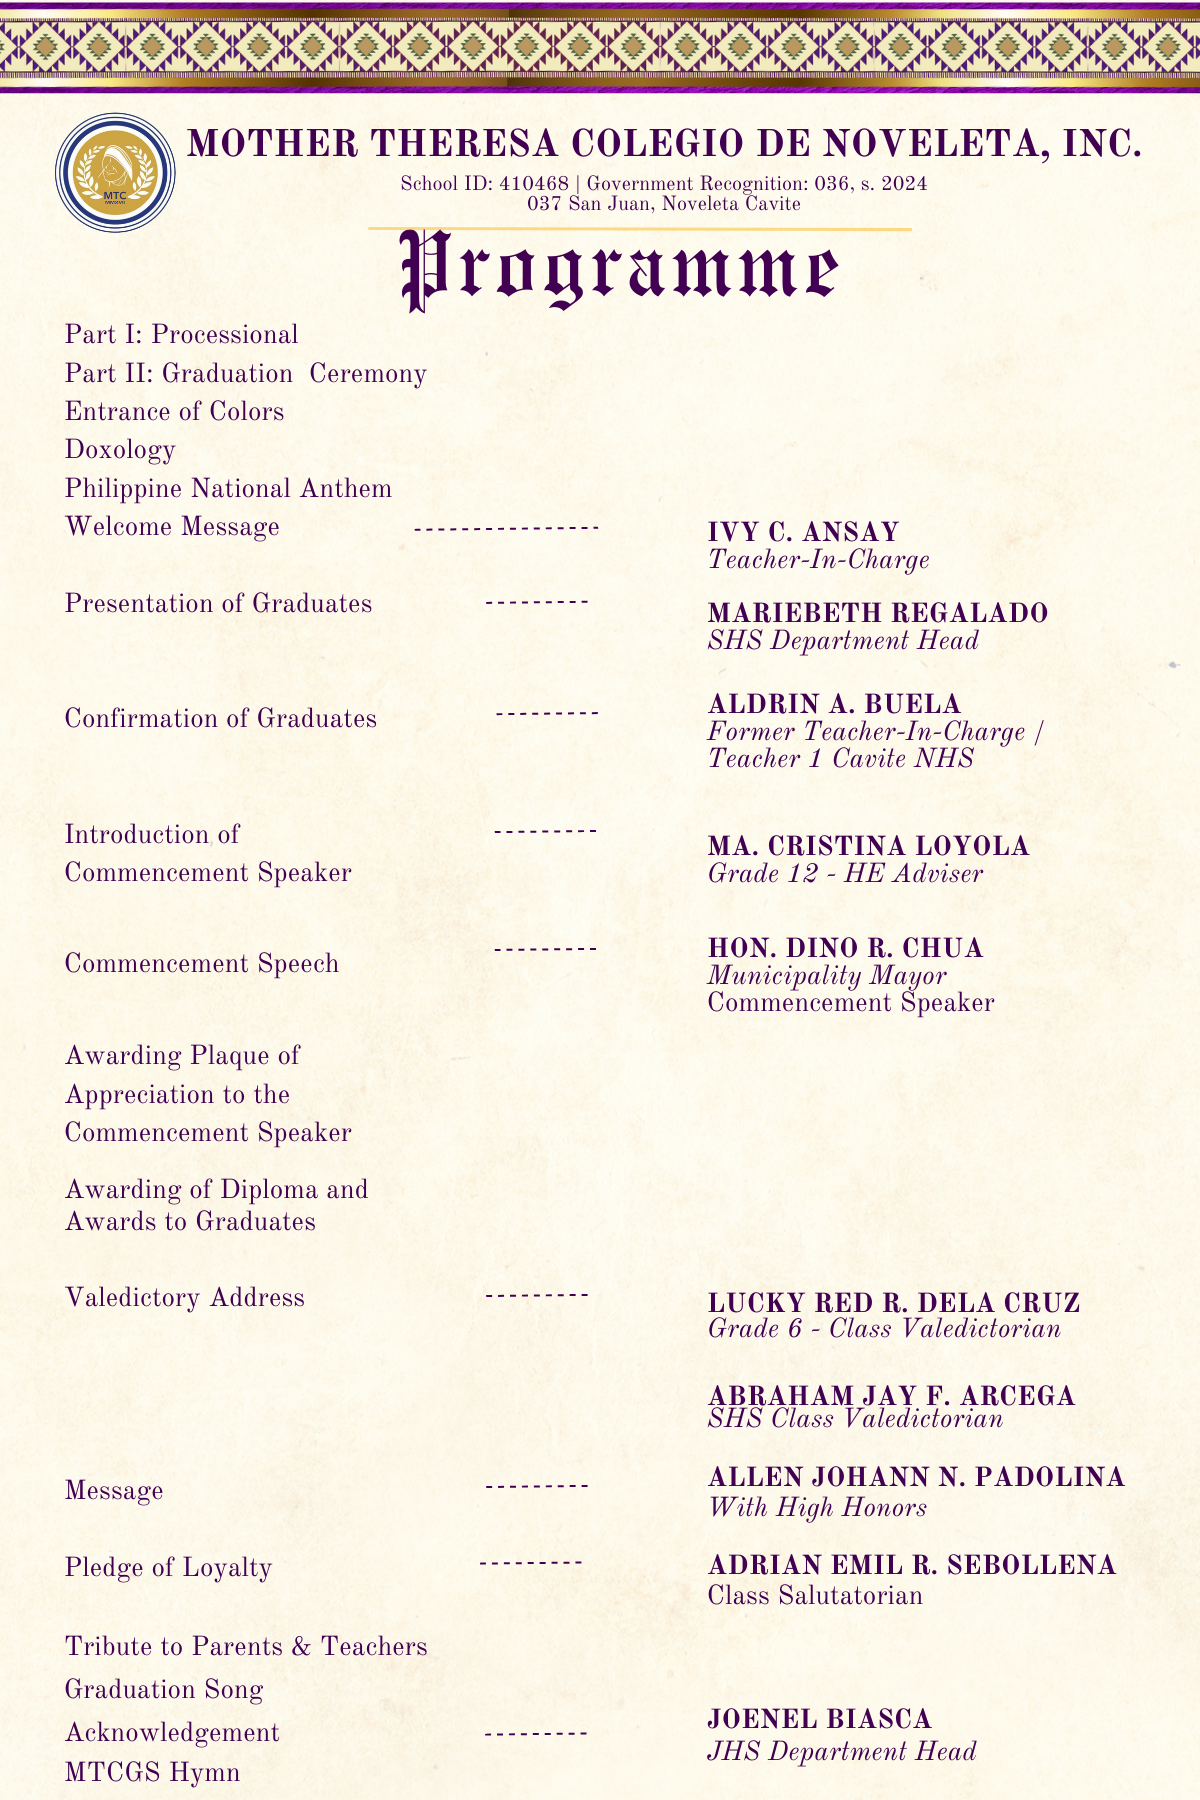 MOTHER THERESA COLEGIO DE NOVELETA, INC.
School ID: 410468 | Government Recognition: 036, s. 2024
037 San Juan, Noveleta Cavite
MTC
Programme
Part I: Processional
Part II: Graduation Ceremony
Entrance of Colors
Doxology
Philippine National Anthem
Welcome Message ---------------- IVY C. ANSAY
Teacher-In-Charge
Presentation of Graduates --------- MARIEBETH REGALADO
SHS Department Head
Confirmation of Graduates --------- ALDRIN A. BUELA
Former Teacher-In-Charge /
Teacher 1 Cavite NHS
Introduction of
Commencement Speaker --------- MA. CRISTINA LOYOLA
Grade 12 - HE Adviser
Commencement Speech --------- HON. DINO R. CHUA
Municipality Mayor
Commencement Speaker
Awarding Plaque of
Appreciation to the
Commencement Speaker
Awarding of Diploma and
Awards to Graduates
Valedictory Address --------- LUCKY RED R. DELA CRUZ
Grade 6 - Class Valedictorian
ABRAHAM JAY F. ARCEGA
SHS Class Valedictorian
Message --------- ALLEN JOHANN N. PADOLINA
With High Honors
Pledge of Loyalty --------- ADRIAN EMIL R. SEBOLLENA
Class Salutatorian
Tribute to Parents & Teachers
Graduation Song
Acknowledgement --------- JOENEL BIASCA
JHS Department Head
MTCGS Hymn